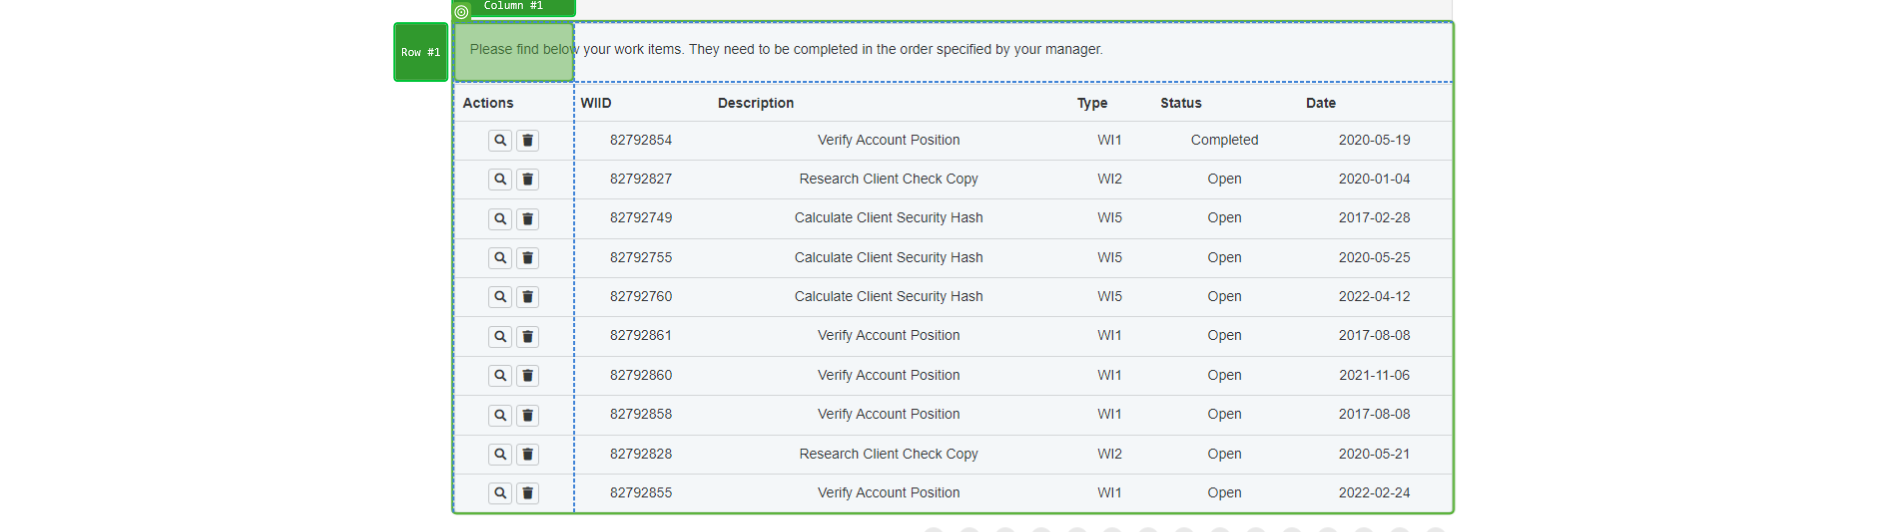 Column #1
Row #1
Please find below your work items. They need to be completed in the order specified by your manager.
Actions WIID Description Type Status Date
82792854 Verify Account Position WI1 Completed 2020-05-19
82792827 Research Client Check Copy WI2 Open 2020-01-04
82792749 Calculate Client Security Hash WI5 Open 2017-02-28
82792755 Calculate Client Security Hash WI5 Open 2020-05-25
82792760 Calculate Client Security Hash WI5 Open 2022-04-12
82792861 Verify Account Position WI1 Open 2017-08-08
82792860 Verify Account Position WI1 Open 2021-11-06
82792858 Verify Account Position WI1 Open 2017-08-08
82792828 Research Client Check Copy WI2 Open 2020-05-21
82792855 Verify Account Position WI1 Open 2022-02-24